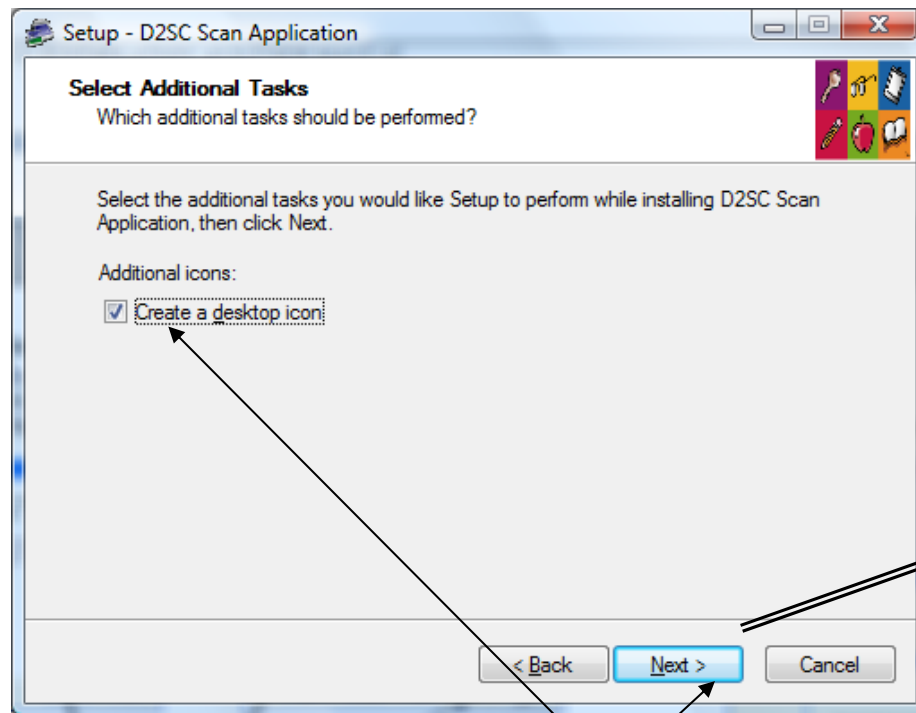 Setup - D2SC Scan Application
Select Additional Tasks
Which additional tasks should be performed?
Select the additional tasks you would like Setup to perform while installing D2SC Scan
Application, then click Next.
Additional icons:
Create a desktop icon
< Back Next > Cancel